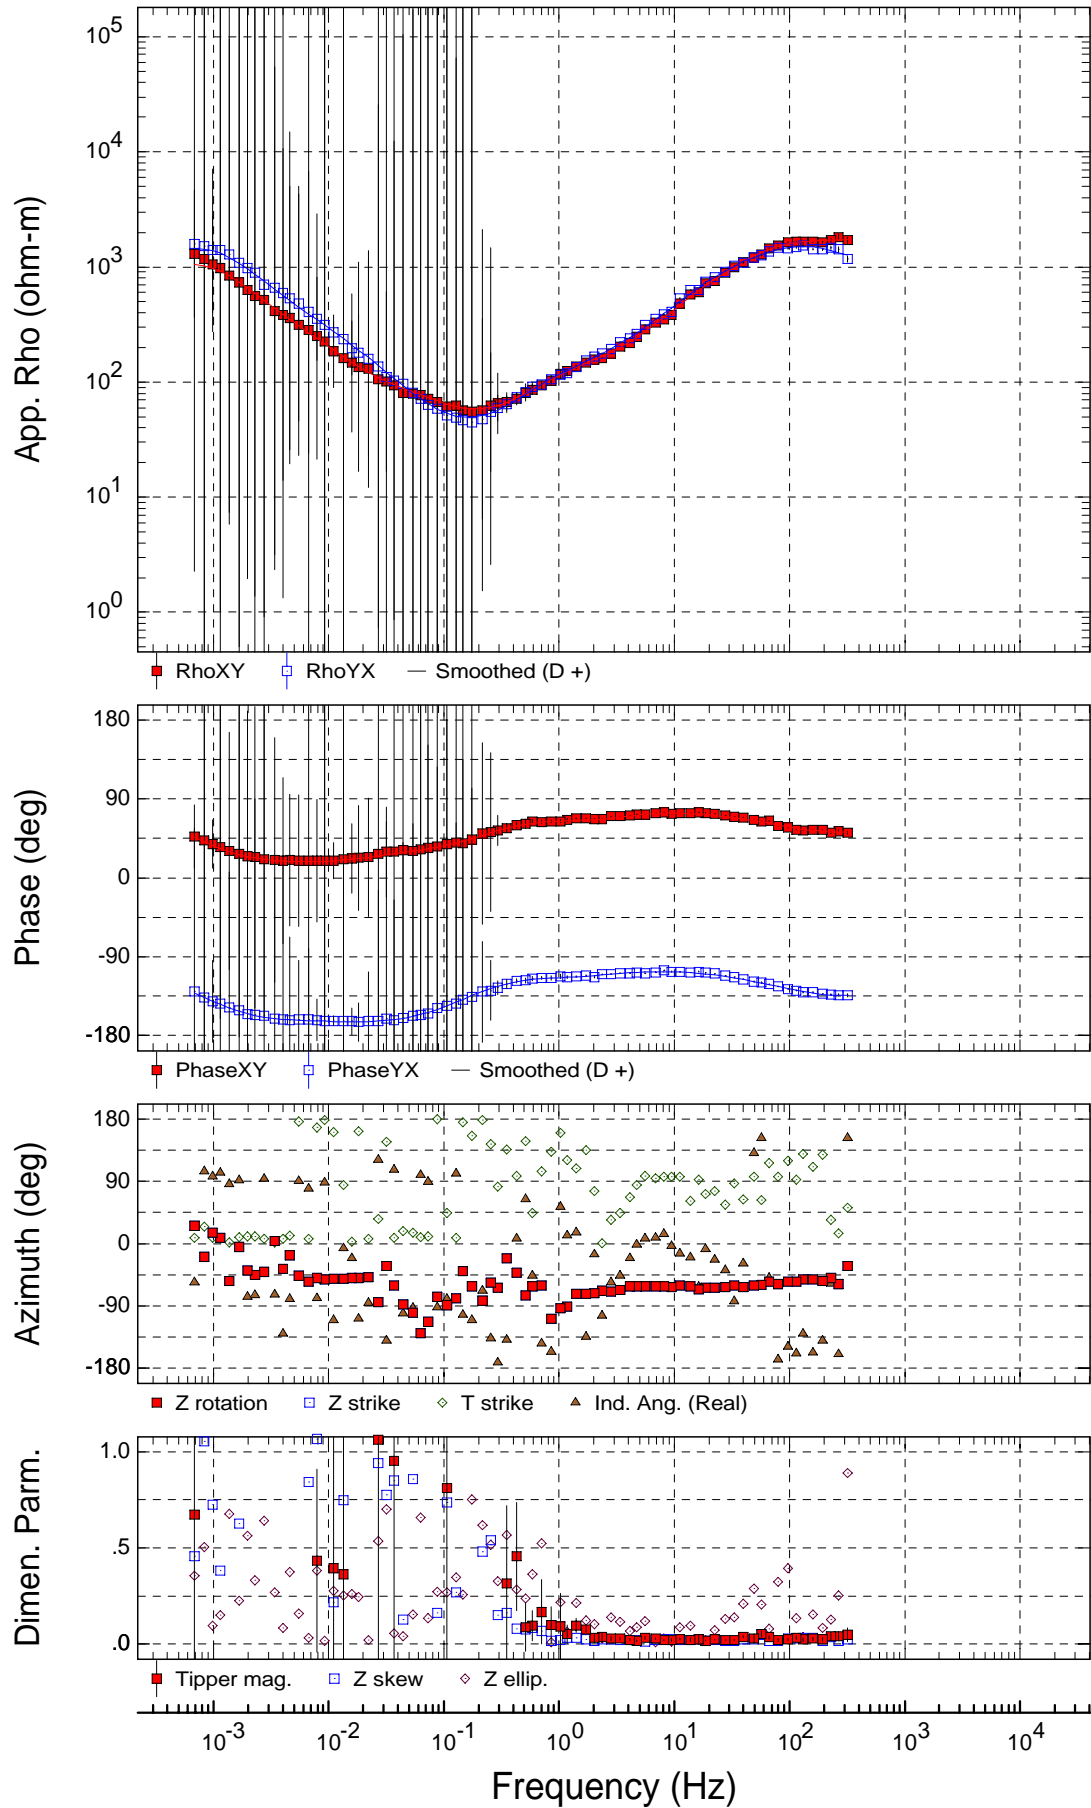 10^5
10^4
10^3
10^2
10^1
10^0
App. Rho (ohm-m)
RhoXY RhoYX Smoothed (D +)
180
90
0
-90
-180
Phase (deg)
PhaseXY PhaseYX Smoothed (D +)
180
90
0
-90
-180
Azimuth (deg)
Z rotation Z strike T strike Ind. Ang. (Real)
1.0
.5
.0
Dimen. Parm.
Tipper mag. Z skew Z ellip.
10^-3 10^-2 10^-1 10^0 10^1 10^2 10^3 10^4
Frequency (Hz)